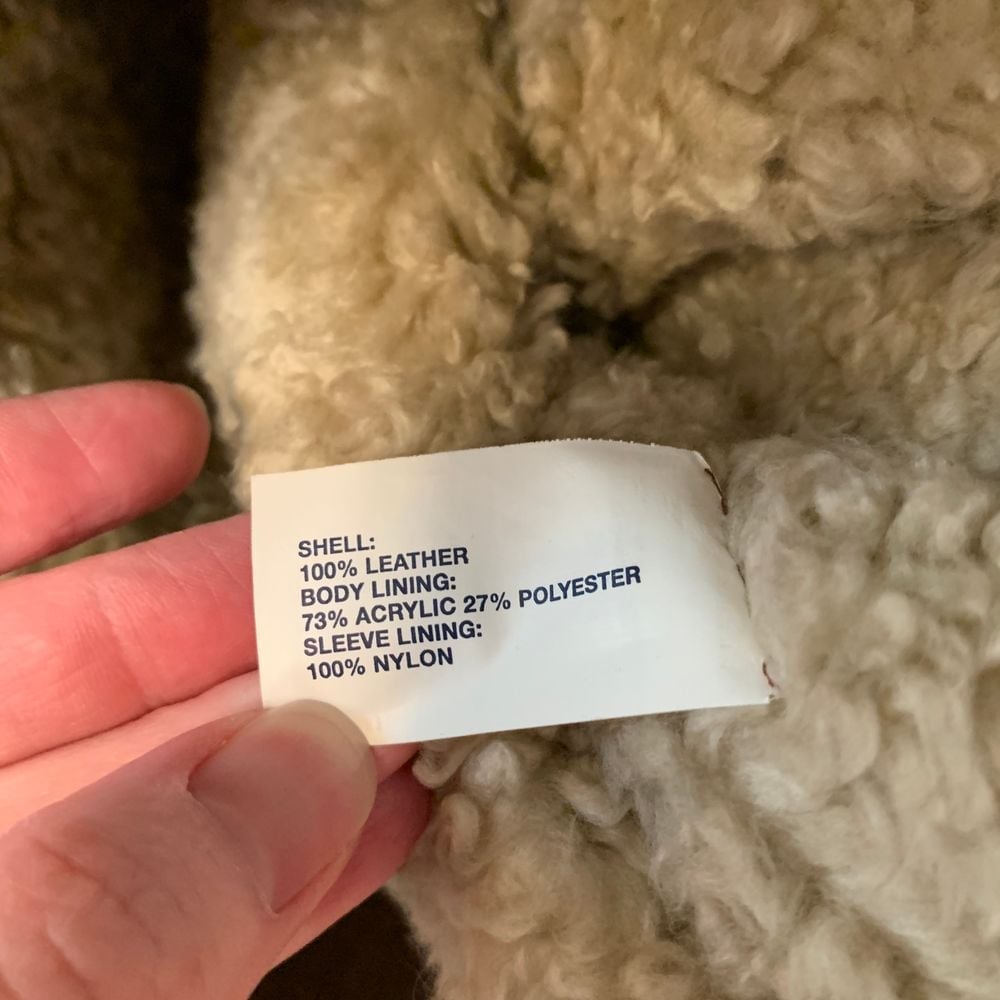 SHELL:
100% LEATHER
BODY LINING:
73% ACRYLIC 27% POLYESTER
SLEEVE LINING:
100% NYLON